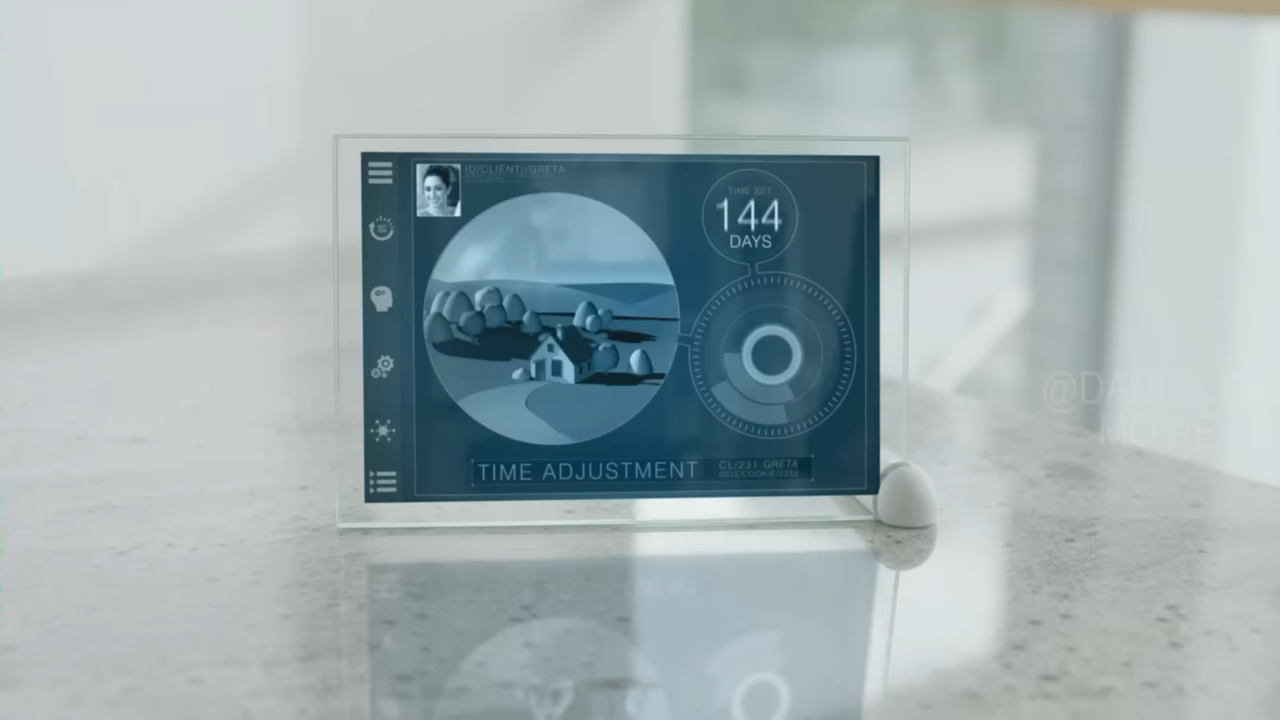 ID/CLIENT//GRETA
TIME SET
144
DAYS
TIME ADJUSTMENT
CL/231 GRETA